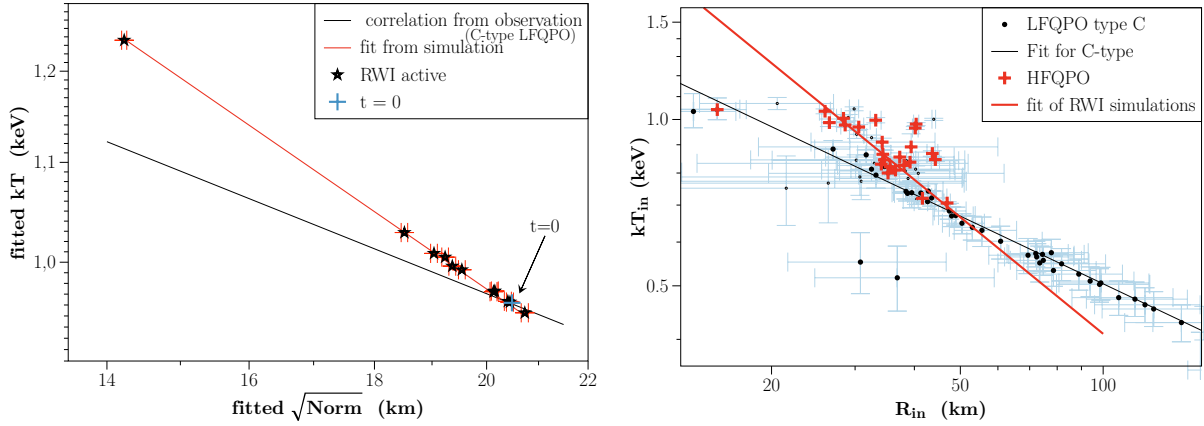 correlation from observation
(C-type LFQPO)
fit from simulation
RWI active
t = 0
1,2
1,1
1,0
fitted kT (keV)
t=0
14
16
18
20
22
fitted √Norm (km)
1.5
1.0
0.5
kT_in (keV)
LFQPO type C
Fit for C-type
HFQPO
fit of RWI simulations
20
50
100
R_in (km)